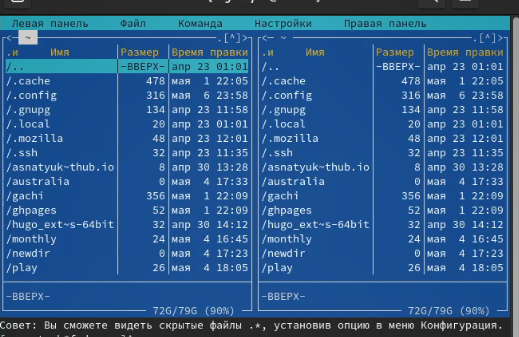 Левая панель Файл Команда Настройки Правая панель
<─ ~ .[^]> <─ ~ .[^]>
.и Имя Размер Время правки .и Имя Размер Время правки
/.. -ВВЕРХ- апр 23 01:01 /.. -ВВЕРХ- апр 23 01:01
/.cache 478 мая 1 22:05 /.cache 478 мая 1 22:05
/.config 316 мая 6 23:58 /.config 316 мая 6 23:58
/.gnupg 134 апр 23 11:58 /.gnupg 134 апр 23 11:58
/.local 20 апр 23 01:01 /.local 20 апр 23 01:01
/.mozilla 48 апр 23 12:01 /.mozilla 48 апр 23 12:01
/.ssh 32 апр 23 11:35 /.ssh 32 апр 23 11:35
/asnatyuk~thub.io 8 апр 30 13:28 /asnatyuk~thub.io 8 апр 30 13:28
/australia 0 мая 4 17:33 /australia 0 мая 4 17:33
/gachi 356 мая 1 22:09 /gachi 356 мая 1 22:09
/ghpages 52 мая 1 22:09 /ghpages 52 мая 1 22:09
/hugo_ext~s-64bit 32 апр 30 14:12 /hugo_ext~s-64bit 32 апр 30 14:12
/monthly 24 мая 4 16:45 /monthly 24 мая 4 16:45
/newdir 0 мая 4 17:23 /newdir 0 мая 4 17:23
/play 26 мая 4 18:05 /play 26 мая 4 18:05
-ВВЕРХ- -ВВЕРХ-
72G/79G (90%) 72G/79G (90%)
Совет: Вы сможете видеть скрытые файлы .*, установив опцию в меню Конфигурация.